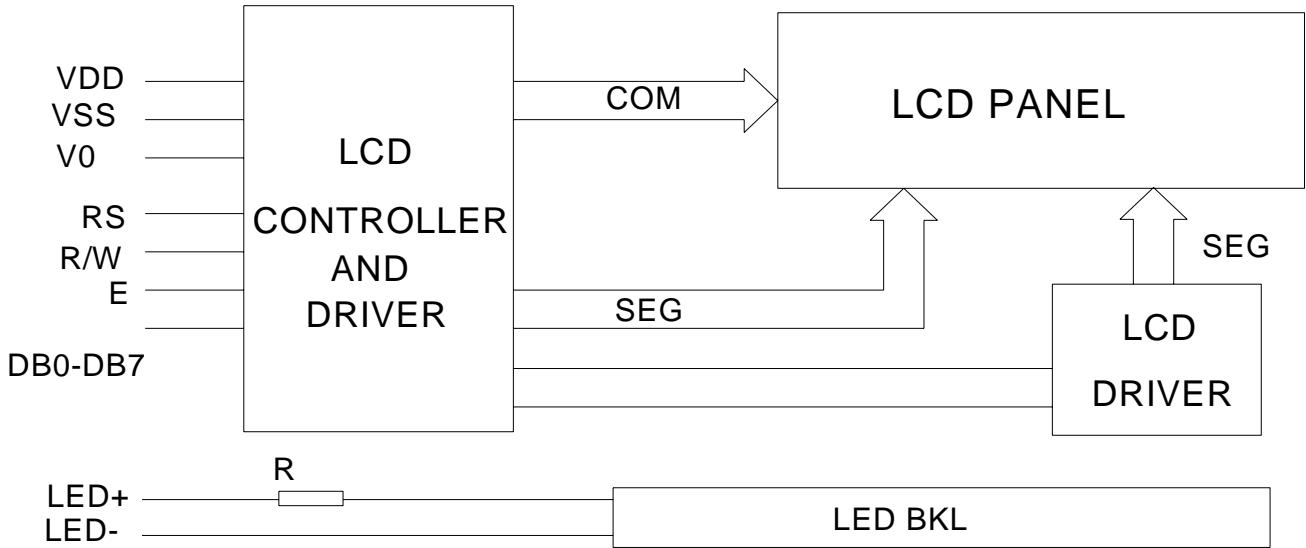 VDD
VSS
V0
RS
R/W
E
DB0-DB7
LCD
CONTROLLER
AND
DRIVER
COM
SEG
LCD PANEL
SEG
LCD
DRIVER
R
LED+
LED-
LED BKL